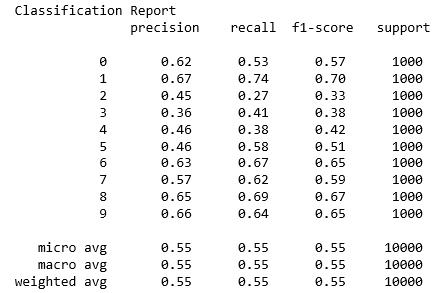 Classification Report
precision recall f1-score support
0 0.62 0.53 0.57 1000
1 0.67 0.74 0.70 1000
2 0.45 0.27 0.33 1000
3 0.36 0.41 0.38 1000
4 0.46 0.38 0.42 1000
5 0.46 0.58 0.51 1000
6 0.63 0.67 0.65 1000
7 0.57 0.62 0.59 1000
8 0.65 0.69 0.67 1000
9 0.66 0.64 0.65 1000
micro avg 0.55 0.55 0.55 10000
macro avg 0.55 0.55 0.55 10000
weighted avg 0.55 0.55 0.55 10000